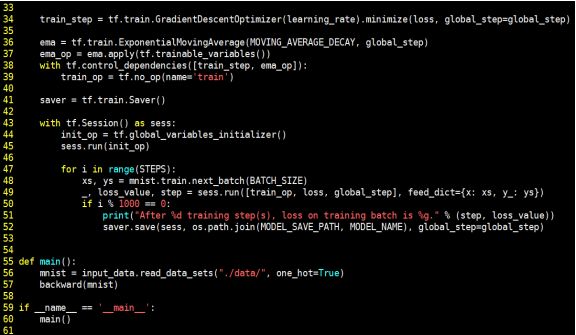 33
34 train_step = tf.train.GradientDescentOptimizer(learning_rate).minimize(loss, global_step=global_step)
35
36 ema = tf.train.ExponentialMovingAverage(MOVING_AVERAGE_DECAY, global_step)
37 ema_op = ema.apply(tf.trainable_variables())
38 with tf.control_dependencies([train_step, ema_op]):
39 train_op = tf.no_op(name='train')
40
41 saver = tf.train.Saver()
42
43 with tf.Session() as sess:
44 init_op = tf.global_variables_initializer()
45 sess.run(init_op)
46
47 for i in range(STEPS):
48 xs, ys = mnist.train.next_batch(BATCH_SIZE)
49 _, loss_value, step = sess.run([train_op, loss, global_step], feed_dict={x: xs, y_: ys})
50 if i % 1000 == 0:
51 print("After %d training step(s), loss on training batch is %g." % (step, loss_value))
52 saver.save(sess, os.path.join(MODEL_SAVE_PATH, MODEL_NAME), global_step=global_step)
53
54
55 def main():
56 mnist = input_data.read_data_sets("./data/", one_hot=True)
57 backward(mnist)
58
59 if __name__ == '__main__':
60 main()
61